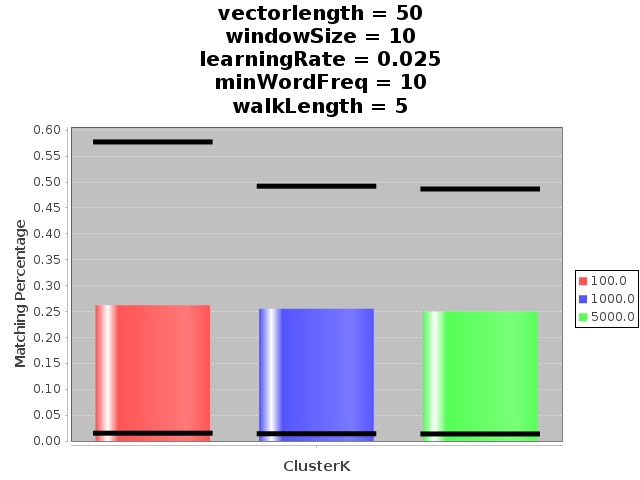 vectorlength = 50
windowSize = 10
learningRate = 0.025
minWordFreq = 10
walkLength = 5
0.60
0.55
0.50
0.45
0.40
0.35
0.30
0.25
0.20
0.15
0.10
0.05
0.00
Matching Percentage
ClusterK
100.0
1000.0
5000.0